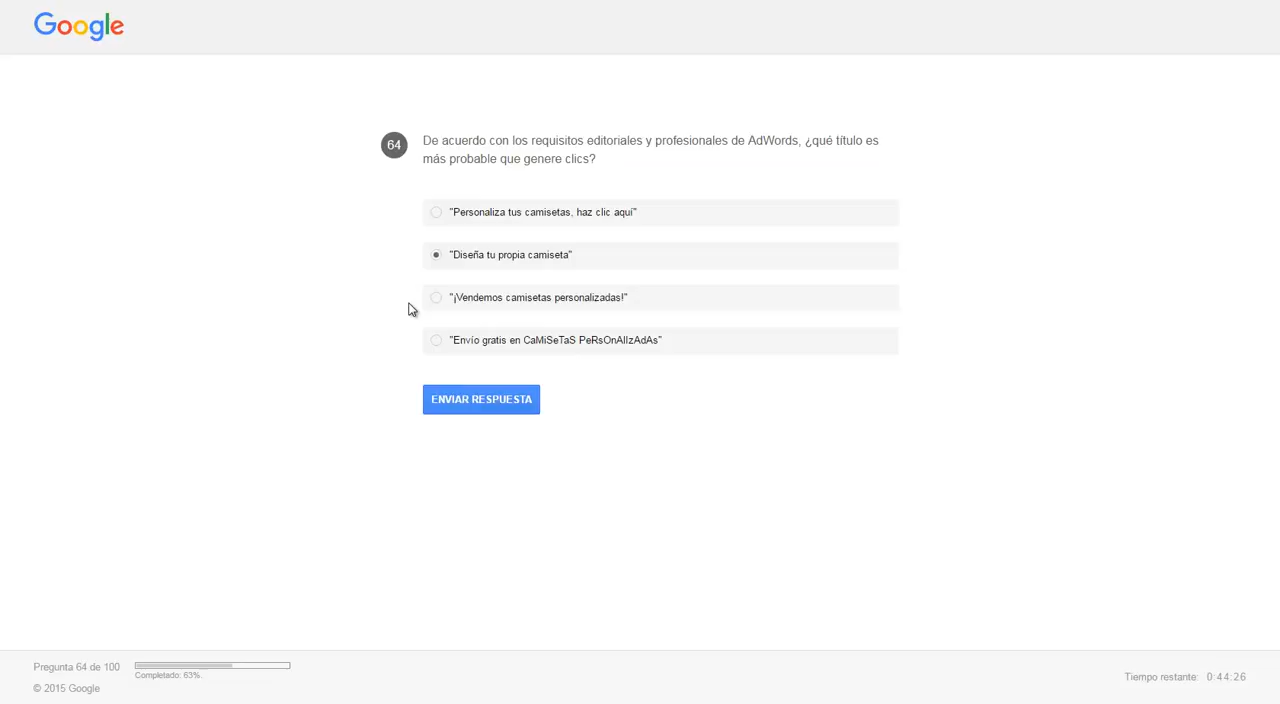 Google
64
De acuerdo con los requisitos editoriales y profesionales de AdWords, ¿qué título es
más probable que genere clics?
"Personaliza tus camisetas, haz clic aquí"
"Diseña tu propia camiseta"
"¡Vendemos camisetas personalizadas!"
"Envío gratis en CaMiSeTaS PeRsOnAlIzAdAs"
ENVIAR RESPUESTA
Pregunta 64 de 100
Completado: 63%.
© 2015 Google
Tiempo restante: 0:44:26